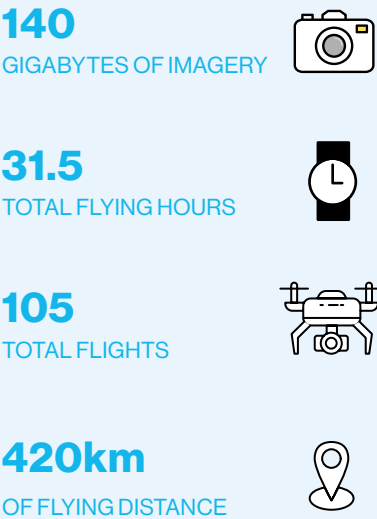 140
GIGABYTES OF IMAGERY
31.5
TOTAL FLYING HOURS
105
TOTAL FLIGHTS
420km
OF FLYING DISTANCE